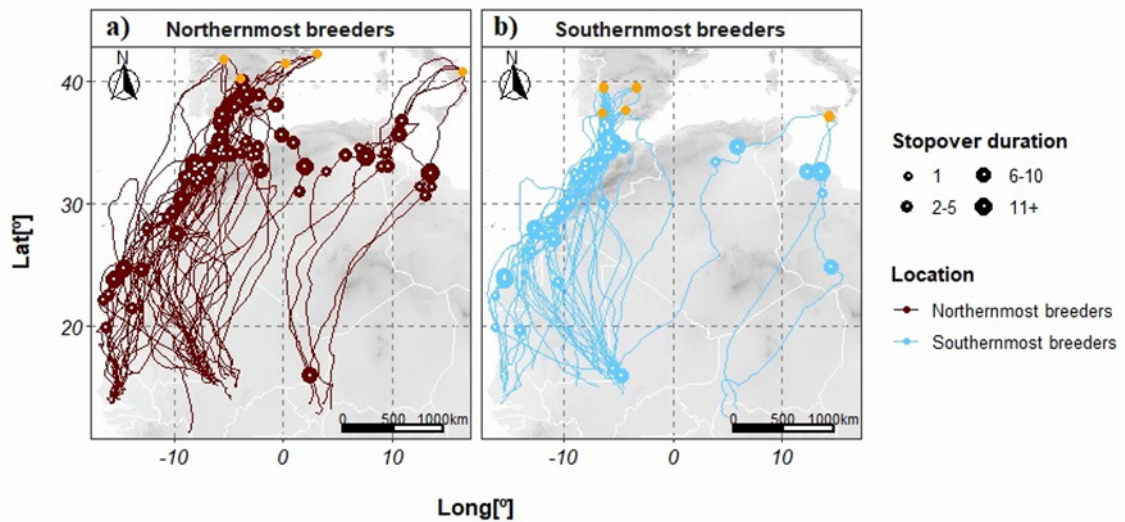 a) Northernmost breeders
b) Southernmost breeders
N
N
40
30
20
Lat[º]
0 500 1000km
0 500 1000km
-10 0 10
-10 0 10
Long[º]
Stopover duration
1 6-10
2-5 11+
Location
Northernmost breeders
Southernmost breeders